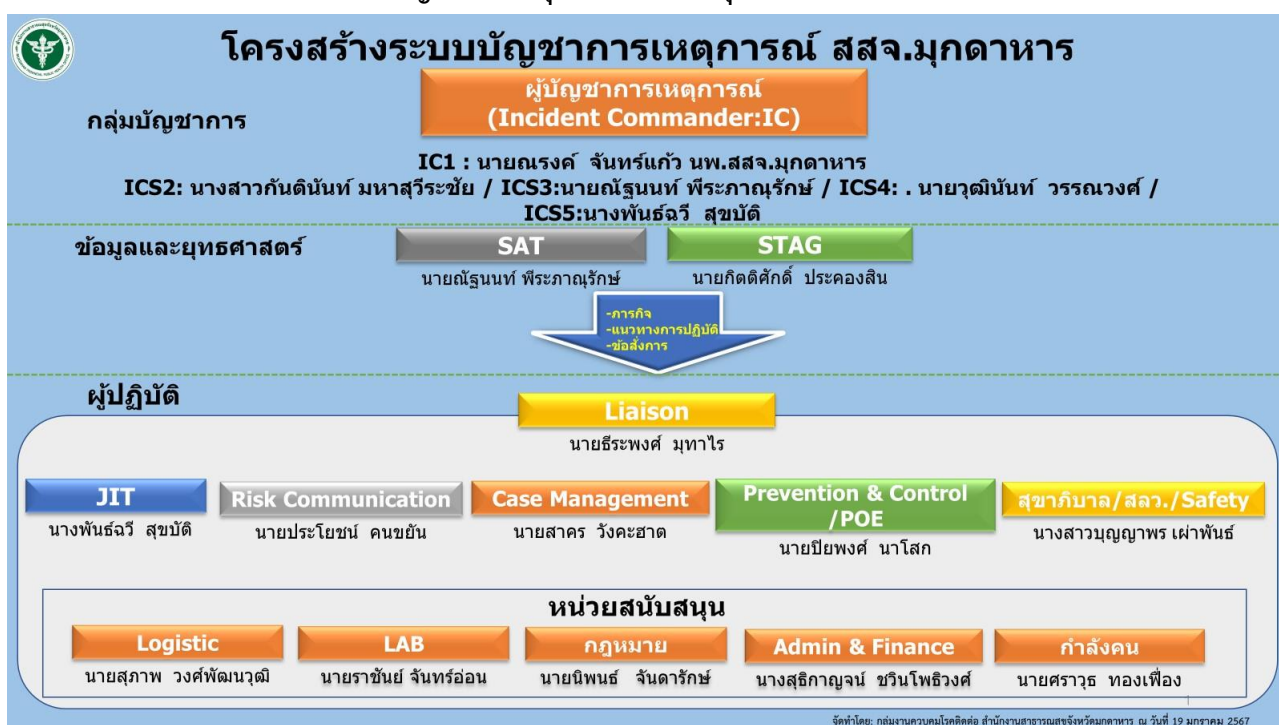 โครงสร้างระบบบัญชาการเหตุการณ์ สสจ.มุกดาหาร
ผู้บัญชาการเหตุการณ์
(Incident Commander:IC)
กลุ่มบัญชาการ
IC1 : นายณรงค์ จันทร์แก้ว นพ.สสจ.มุกดาหาร
ICS2: นางสาวกันตินันท์ มหาสุวีระชัย / ICS3:นายณัฐนนท์ พีระภาณุรักษ์ / ICS4: . นายวุฒินันท์ วรรณวงศ์ /
ICS5:นางพันธ์ฉวี สุขบัติ
ข้อมูลและยุทธศาสตร์
SAT
STAG
นายณัฐนนท์ พีระภาณุรักษ์
นายกิตติศักดิ์ ประคองสิน
-ภารกิจ
-แนวทางการปฏิบัติ
-ข้อสั่งการ
ผู้ปฏิบัติ
Liaison
นายธีระพงศ์ มุทาไร
JIT
Risk Communication
Case Management
Prevention & Control
/POE
สุขาภิบาล/สลว./Safety
นางพันธ์ฉวี สุขบัติ
นายประโยชน์ คนขยัน
นายสาคร วังคะฮาต
นายปิยพงศ์ นาโสก
นางสาวบุญญาพร เผ่าพันธ์
หน่วยสนับสนุน
Logistic
LAB
กฎหมาย
Admin & Finance
กำลังคน
นายสุภาพ วงศ์พัฒนวุฒิ
นายราชันย์ จันทร์อ่อน
นายนิพนธ์ จันดารักษ์
นางสุธิกาญจน์ ชวินโพธิวงศ์
นายศราวุธ ทองเฟื่อง
จัดทำโดย: กลุ่มงานควบคุมโรคติดต่อ สำนักงานสาธารณสุขจังหวัดมุกดาหาร ณ วันที่ 19 มกราคม 2567